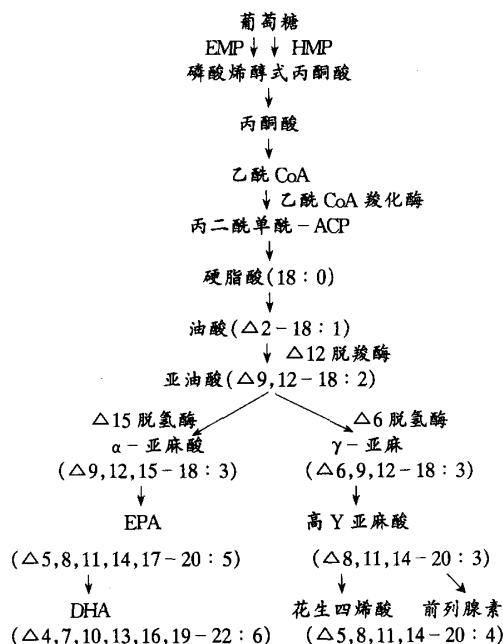 葡萄糖
EMP HMP
磷酸烯醇式丙酮酸
丙酮酸
乙酰 CoA
乙酰 CoA 羧化酶
丙二酰单酰-ACP
硬脂酸(18:0)
油酸(△2-18:1)
△12 脱羧酶
亚油酸(△9,12-18:2)
△15 脱氢酶 △6 脱氢酶
α-亚麻酸 γ-亚麻
(△9,12,15-18:3) (△6,9,12-18:3)
EPA 高 Y 亚麻酸
(△5,8,11,14,17-20:5) (△8,11,14-20:3)
DHA 花生四烯酸 前列腺素
(△4,7,10,13,16,19-22:6) (△5,8,11,14-20:4)